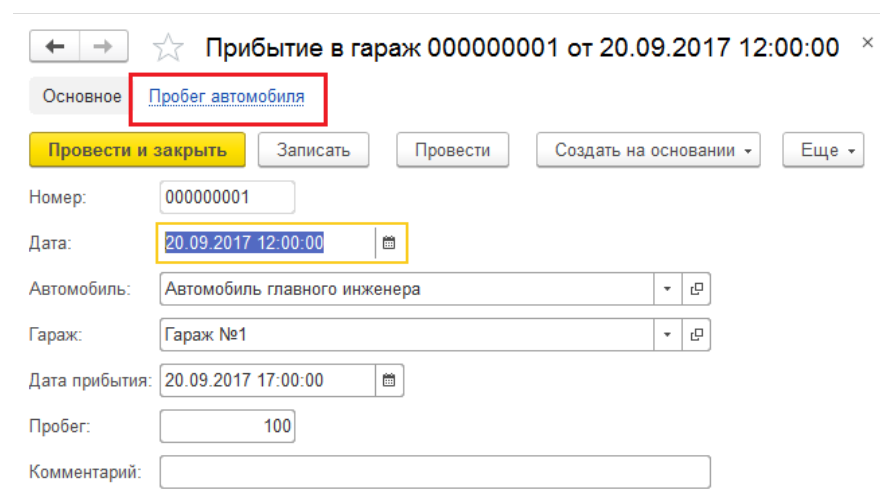 Прибытие в гараж 000000001 от 20.09.2017 12:00:00 ×
Основное Пробег автомобиля
Провести и закрыть Записать Провести Создать на основании Еще
Номер: 000000001
Дата: 20.09.2017 12:00:00
Автомобиль: Автомобиль главного инженера
Гараж: Гараж №1
Дата прибытия: 20.09.2017 17:00:00
Пробег: 100
Комментарий: